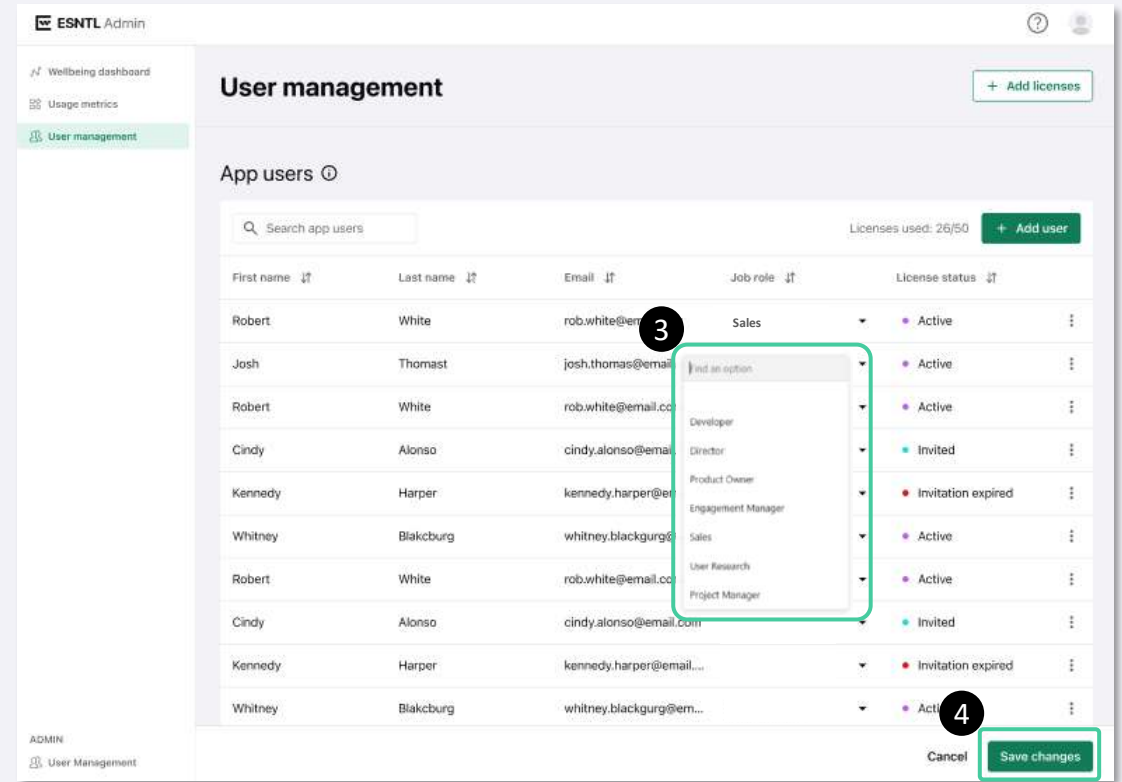 ESNTL Admin
Wellbeing dashboard
Usage metrics
User management
User management
+ Add licenses
App users
Search app users
Licenses used: 26/50
+ Add user
First name Last name Email Job role License status
Robert White rob.white@em Sales Active
3
Josh Thomast josh.thomas@email Find an option Active
Robert White rob.white@email.co Active
Developer
Cindy Alonso cindy.alonso@email Director Invited
Product Owner
Kennedy Harper kennedy.harper@em Invitation expired
Engagement Manager
Whitney Blakcburg whitney.blackgurg@ Sales Active
User Research
Robert White rob.white@email.co Active
Project Manager
Cindy Alonso cindy.alonso@email.com Invited
Kennedy Harper kennedy.harper@email.... Invitation expired
Whitney Blakcburg whitney.blackgurg@em... Acti
4
ADMIN
User Management
Cancel Save changes